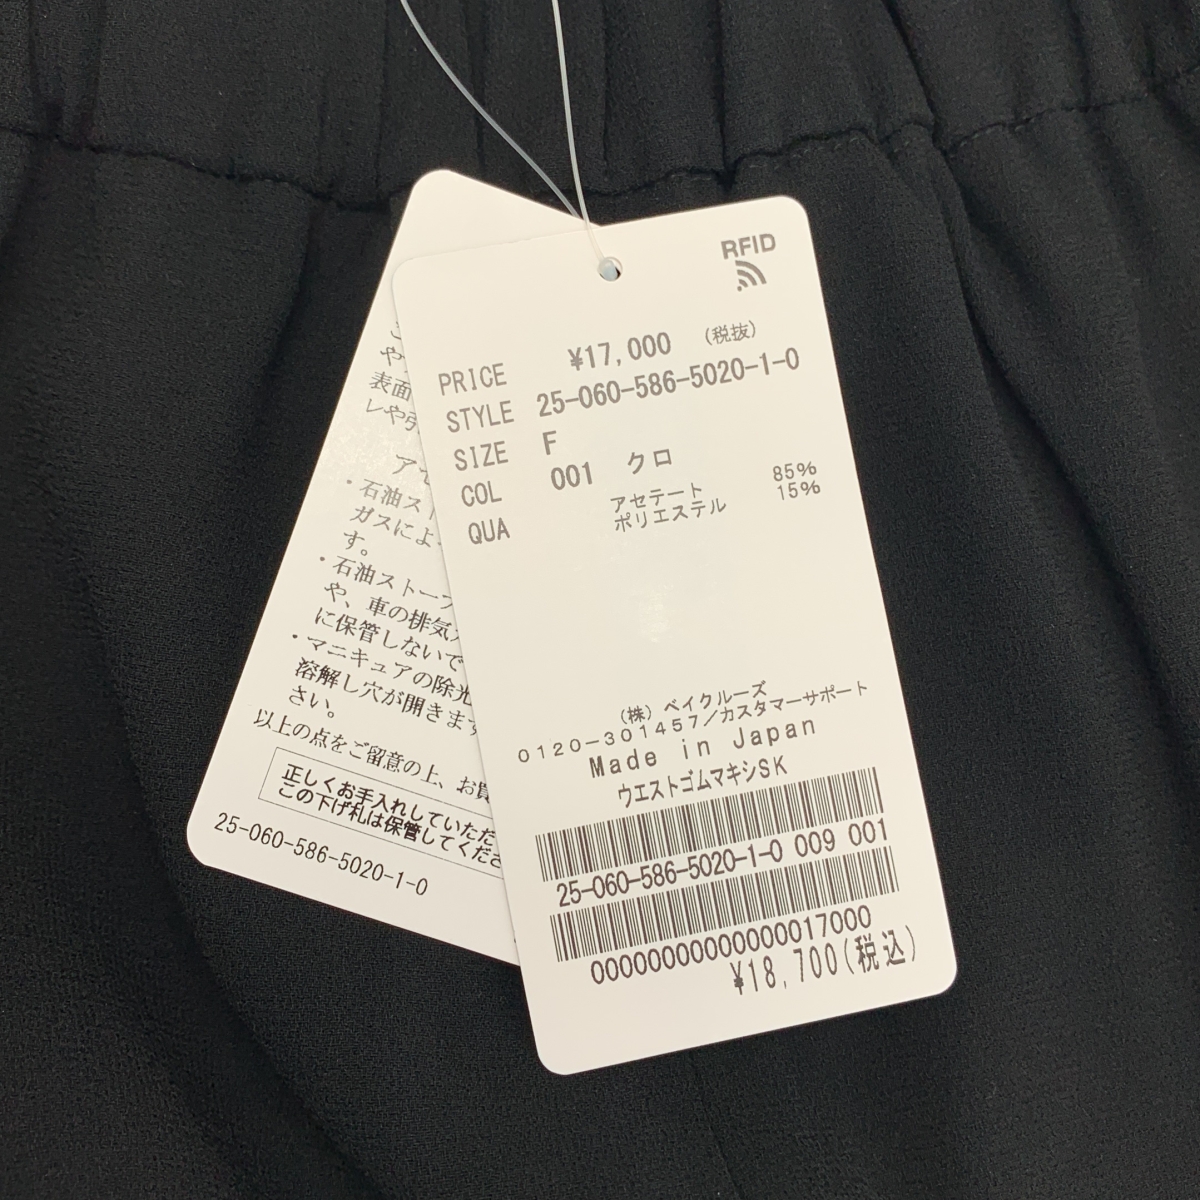 RFID
PRICE ¥17,000 (税抜)
STYLE 25-060-586-5020-1-0
SIZE F
COL 001 クロ
QUA アセテート 85%
ポリエステル 15%
(株) ベイクルーズ
0120-301457/カスタマーサポート
Made in Japan
ウエストゴムマキシSK
25-060-586-5020-1-0 009 001
00000000000000017000
¥18,700(税込)
や
表面
レや
ア
・石油ス
ガスによ
す。
・石油ストー
や、車の排気
に保管しないで
・マニキュアの除光
溶解し穴が開きます
さい。
以上の点をご留意の上、お買
正しくお手入れしていただ
この下げ札は保管してくださ
25-060-586-5020-1-0